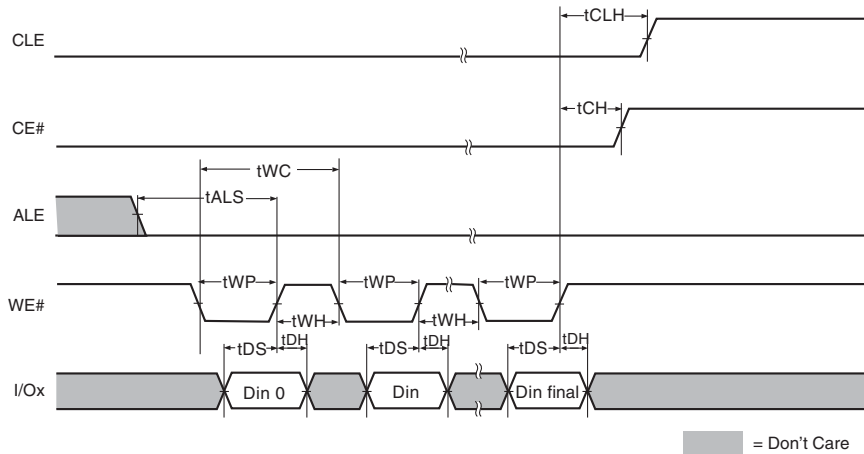 tCLH
CLE
tCH
CE#
tWC
tALS
ALE
tWP tWP tWP
WE#
tWH tWH
tDS tDH tDS tDH tDS tDH
I/Ox Din 0 Din Din final
= Don't Care